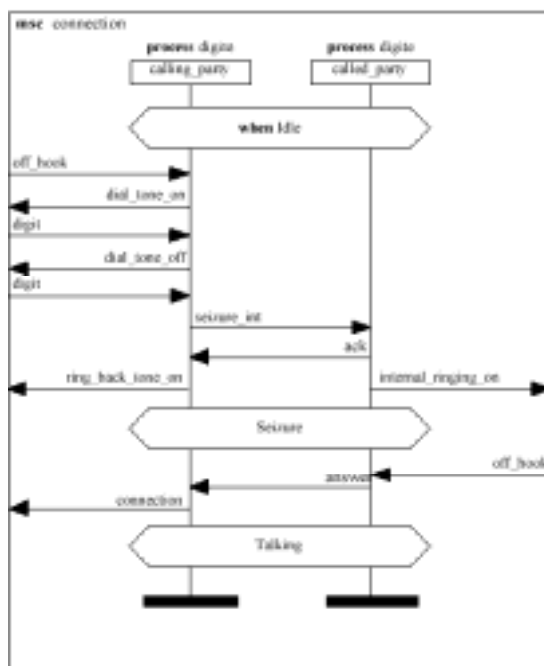 msc connection
process digite process digite
calling_party called_party
when Idle
off_hook
dial_tone_on
digit
dial_tone_off
digit
seizure_int
ack
ring_back_tone_on internal_ringing_on
Seizure
off_hook
answer
connection
Talking